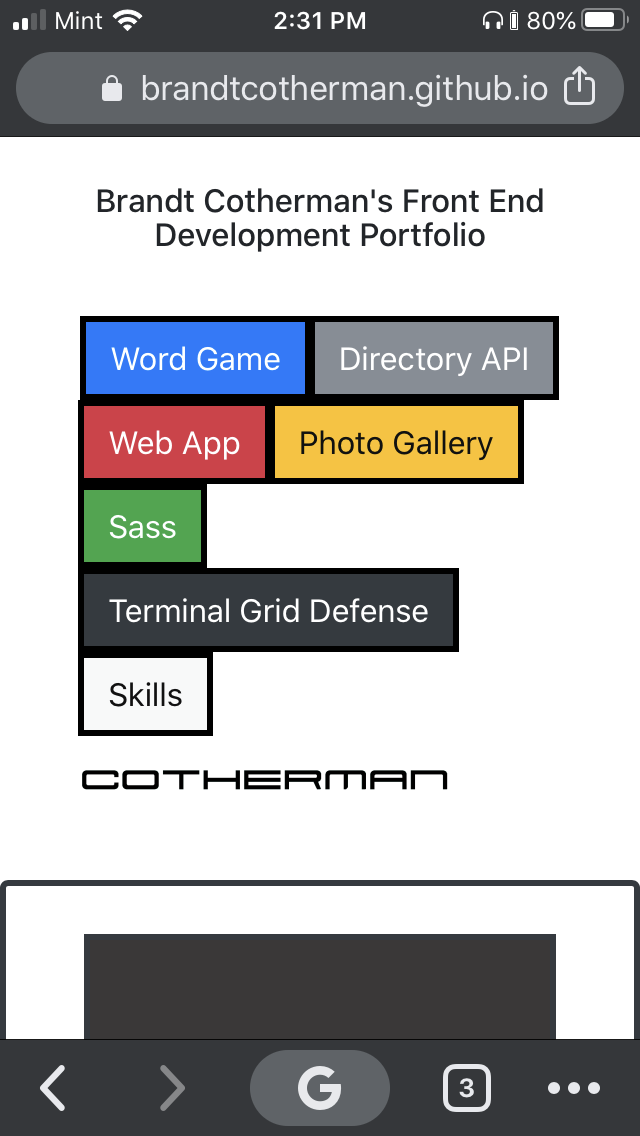 Mint 2:31 PM 80%
brandtcotherman.github.io
Brandt Cotherman's Front End
Development Portfolio
Word Game Directory API
Web App Photo Gallery
Sass
Terminal Grid Defense
Skills
COTHERMAN
G 3